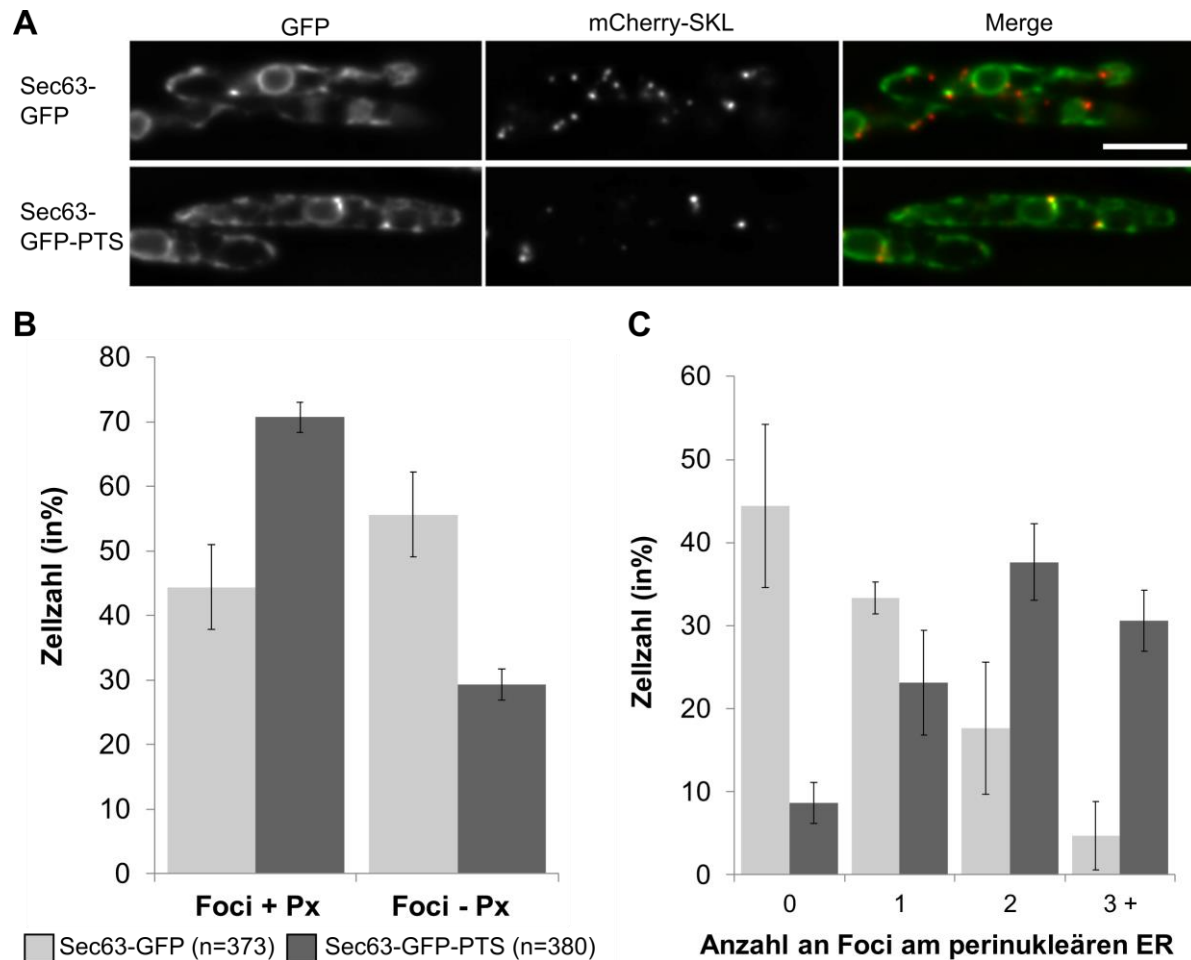 A
GFP
mCherry-SKL
Merge
Sec63-
GFP
Sec63-
GFP-PTS
B
Zellzahl (in%)
80
70
60
50
40
30
20
10
0
Foci + Px
Foci - Px
Sec63-GFP (n=373)
Sec63-GFP-PTS (n=380)
C
Zellzahl (in%)
60
50
40
30
20
10
0
0
1
2
3 +
Anzahl an Foci am perinukleären ER